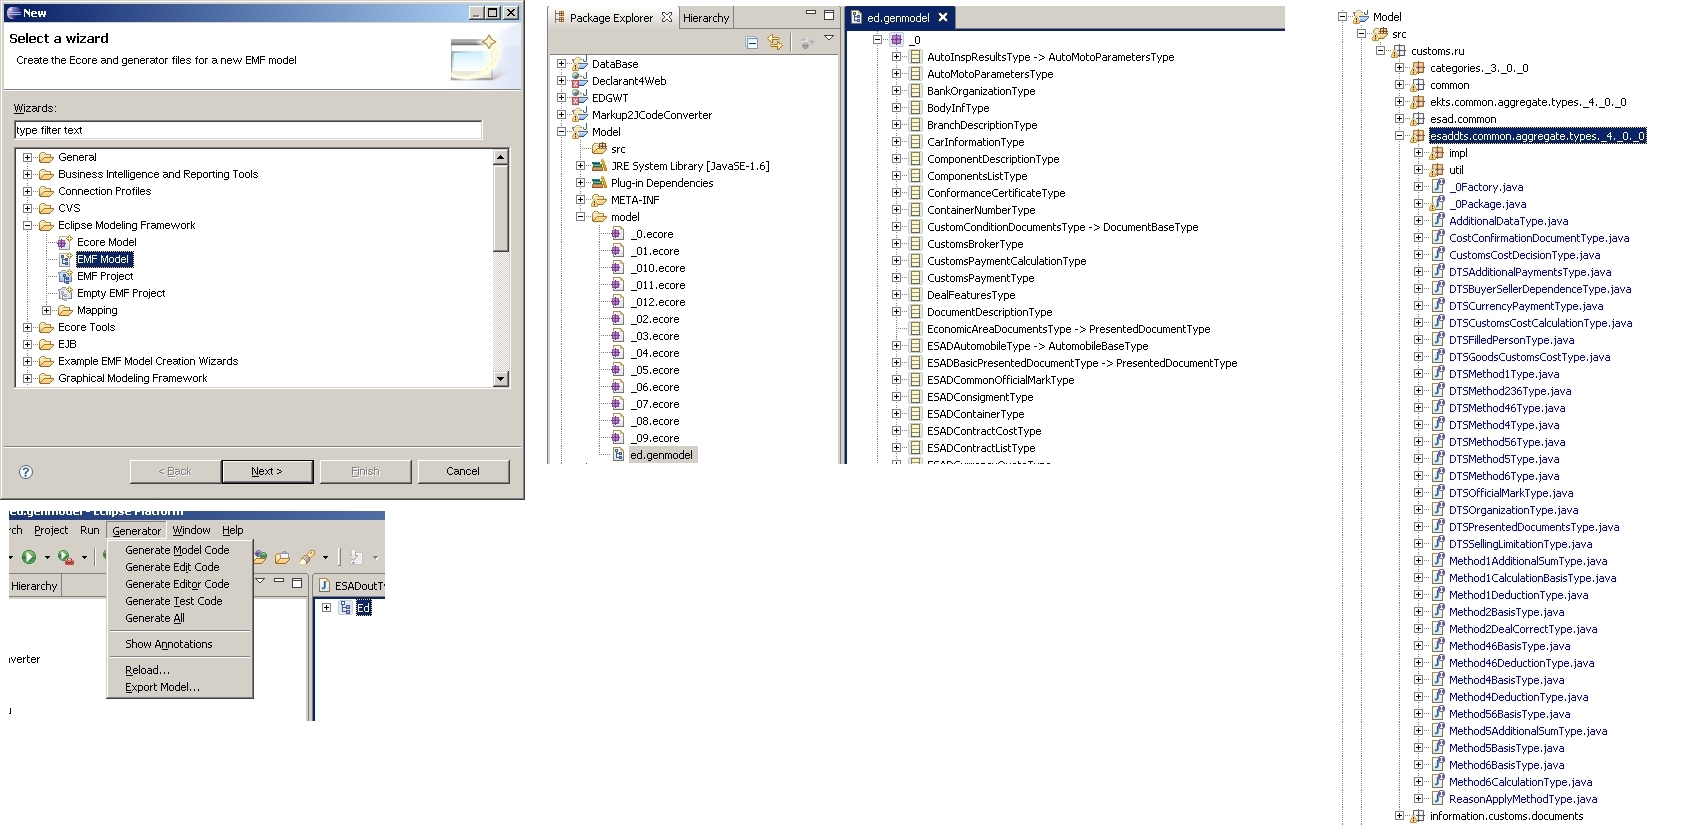 New
Select a wizard
Create the Ecore and generator files for a new EMF model
Wizards:
type filter text
General
Business Intelligence and Reporting Tools
Connection Profiles
CVS
Eclipse Modeling Framework
Ecore Model
EMF Model
EMF Project
Empty EMF Project
Mapping
Ecore Tools
EJB
Example EMF Model Creation Wizards
Graphical Modeling Framework
< Back
Next >
Finish
Cancel
ed.genmodel - Eclipse Platform
rch Project Run Generator Window Help
Generate Model Code
Generate Edit Code
Generate Editor Code
Generate Test Code
Generate All
Show Annotations
Reload...
Export Model...
Hierarchy
verter
ESADoutT
Ed
Package Explorer
Hierarchy
DataBase
Declarant4Web
EDGWT
Markup2JCodeConverter
Model
src
JRE System Library [JavaSE-1.6]
Plug-in Dependencies
META-INF
model
_0.ecore
_01.ecore
_010.ecore
_011.ecore
_012.ecore
_02.ecore
_03.ecore
_04.ecore
_05.ecore
_06.ecore
_07.ecore
_08.ecore
_09.ecore
ed.genmodel
ed.genmodel
_0
AutoInspResultsType -> AutoMotoParametersType
AutoMotoParametersType
BankOrganizationType
BodyInfType
BranchDescriptionType
CarInformationType
ComponentDescriptionType
ComponentsListType
ConformanceCertificateType
ContainerNumberType
CustomConditionDocumentsType -> DocumentBaseType
CustomsBrokerType
CustomsPaymentCalculationType
CustomsPaymentType
DealFeaturesType
DocumentDescriptionType
EconomicAreaDocumentsType -> PresentedDocumentType
ESADAutomobileType -> AutomobileBaseType
ESADBasicPresentedDocumentType -> PresentedDocumentType
ESADCommonOfficialMarkType
ESADConsigmentType
ESADContainerType
ESADContractCostType
ESADContractListType
Model
src
customs.ru
categories._3._0._0
common
ekts.common.aggregate.types._4._0._0
esad.common
esaddts.common.aggregate.types._4._0._0
impl
util
_0Factory.java
_0Package.java
AdditionalDataType.java
CostConfirmationDocumentType.java
CustomsCostDecisionType.java
DTSAdditionalPaymentsType.java
DTSBuyerSellerDependenceType.java
DTSCurrencyPaymentType.java
DTSCustomsCostCalculationType.java
DTSFilledPersonType.java
DTSGoodsCustomsCostType.java
DTSMethod1Type.java
DTSMethod236Type.java
DTSMethod46Type.java
DTSMethod4Type.java
DTSMethod56Type.java
DTSMethod5Type.java
DTSMethod6Type.java
DTSOfficialMarkType.java
DTSOrganizationType.java
DTSPresentedDocumentsType.java
DTSSellingLimitationType.java
Method1AdditionalSumType.java
Method1CalculationBasisType.java
Method1DeductionType.java
Method2BasisType.java
Method2DealCorrectType.java
Method46BasisType.java
Method46DeductionType.java
Method4BasisType.java
Method4DeductionType.java
Method56BasisType.java
Method5AdditionalSumType.java
Method5BasisType.java
Method6BasisType.java
Method6CalculationType.java
ReasonApplyMethodType.java
information.customs.documents